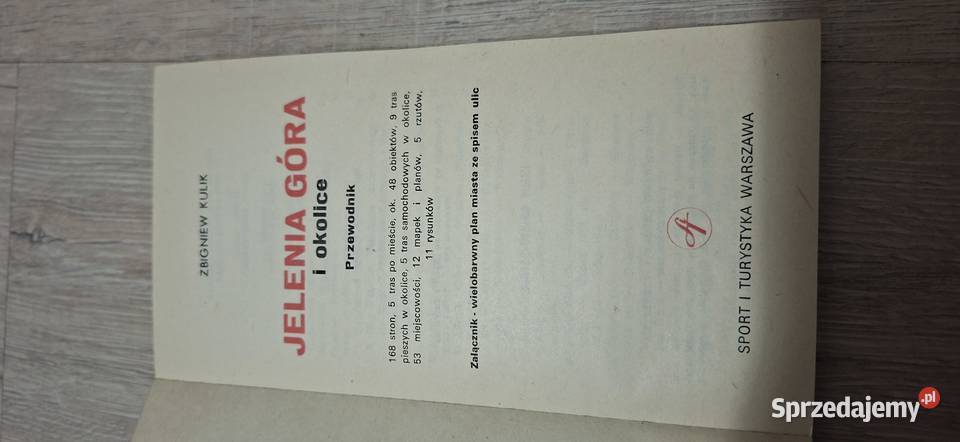 ZBIGNIEW KULIK
JELENIA GÓRA
i okolice
Przewodnik
168 stron, 5 tras po mieście, ok. 48 obiektów, 9 tras
pieszych w okolice, 5 tras samochodowych w okolice,
53 miejscowości, 12 mapek i planów, 5 rzutów,
11 rysunków
Załącznik - wielobarwny plan miasta ze spisem ulic
SPORT I TURYSTYKA WARSZAWA
Sprzedajemy.pl